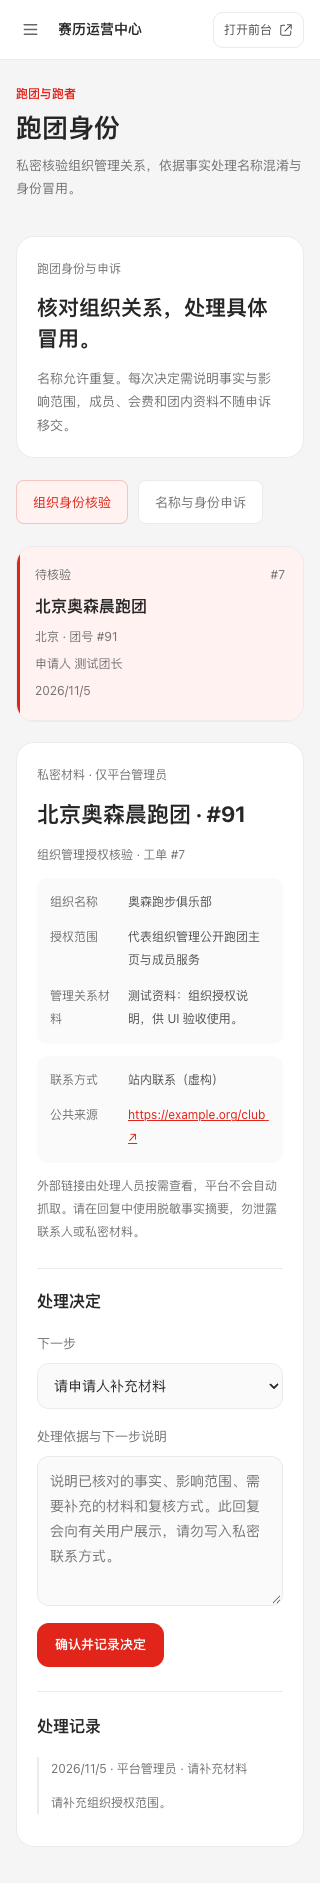 赛历运营中心
打开前台
跑团与跑者
跑团身份
私密核验组织管理关系，依据事实处理名称混淆与
身份冒用。
跑团身份与申诉
核对组织关系，处理具体
冒用。
名称允许重复。每次决定需说明事实与影
响范围，成员、会费和团内资料不随申诉
移交。
组织身份核验
名称与身份申诉
待核验 #7
北京奥森晨跑团
北京 · 团号 #91
申请人 测试团长
2026/11/5
私密材料 · 仅平台管理员
北京奥森晨跑团 · #91
组织管理授权核验 · 工单 #7
组织名称 奥森跑步俱乐部
授权范围 代表组织管理公开跑团主
页与成员服务
管理关系材 测试资料：组织授权说
料 明，供 UI 验收使用。
联系方式 站内联系（虚构）
公共来源 https://example.org/club
↗
外部链接由处理人员按需查看，平台不会自动
抓取。请在回复中使用脱敏事实摘要，勿泄露
联系人或私密材料。
处理决定
下一步
请申请人补充材料
处理依据与下一步说明
说明已核对的事实、影响范围、需
要补充的材料和复核方式。此回复
会向有关用户展示，请勿写入私密
联系方式。
确认并记录决定
处理记录
2026/11/5 · 平台管理员 · 请补充材料
请补充组织授权范围。